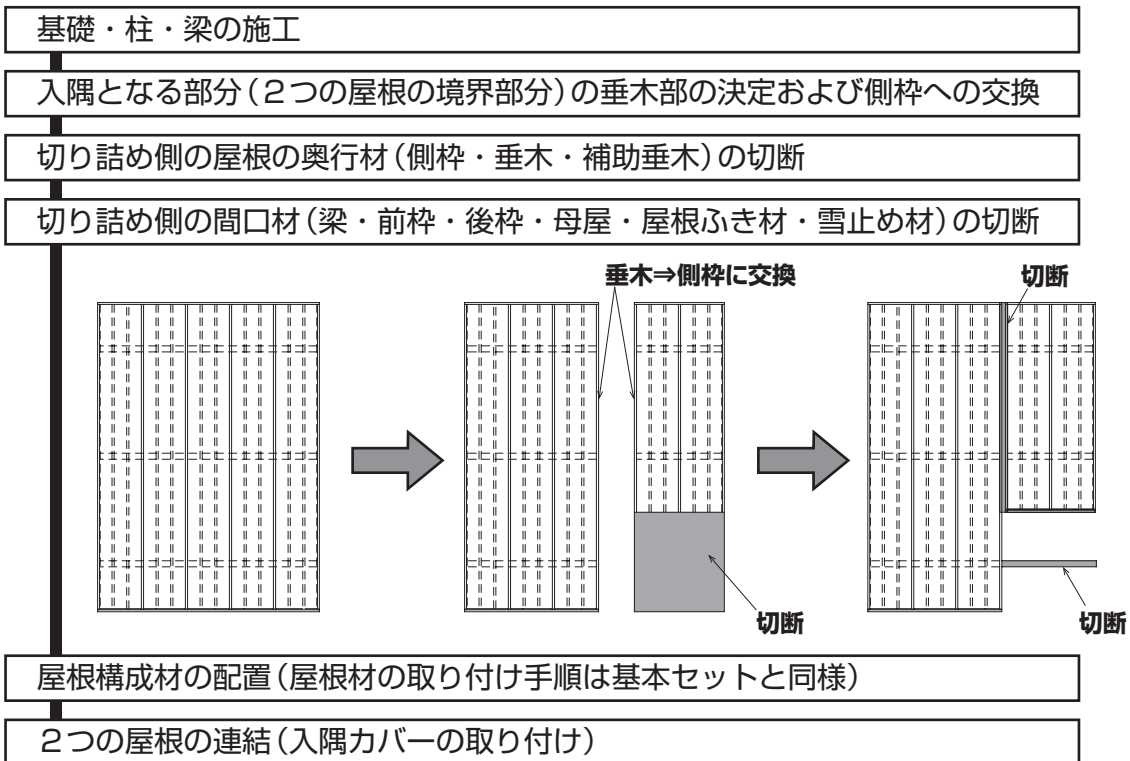 基礎・柱・梁の施工
入隅となる部分(２つの屋根の境界部分)の垂木部の決定および側枠への交換
切り詰め側の屋根の奥行材(側枠・垂木・補助垂木)の切断
切り詰め側の間口材(梁・前枠・後枠・母屋・屋根ふき材・雪止め材)の切断
垂木⇒側枠に交換
切断
切断
切断
屋根構成材の配置(屋根材の取り付け手順は基本セットと同様)
２つの屋根の連結(入隅カバーの取り付け)